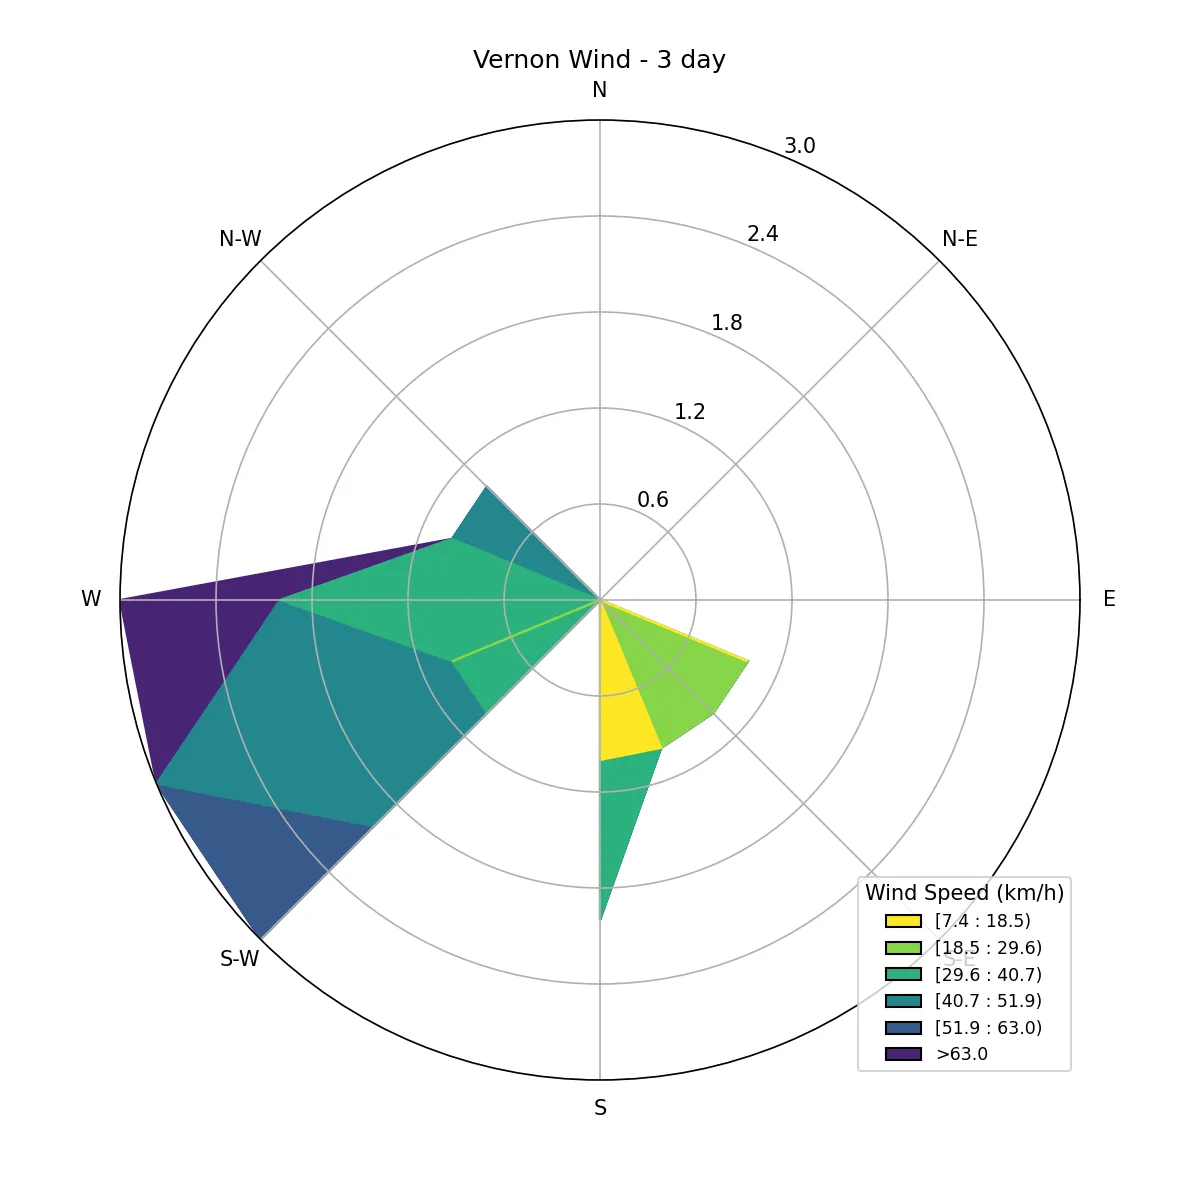 Vernon Wind - 3 day
N
3.0
N-W
2.4
N-E
1.8
1.2
0.6
W
E
S-W
S-E
S
Wind Speed (km/h)
[7.4 : 18.5)
[18.5 : 29.6)
[29.6 : 40.7)
[40.7 : 51.9)
[51.9 : 63.0)
>63.0